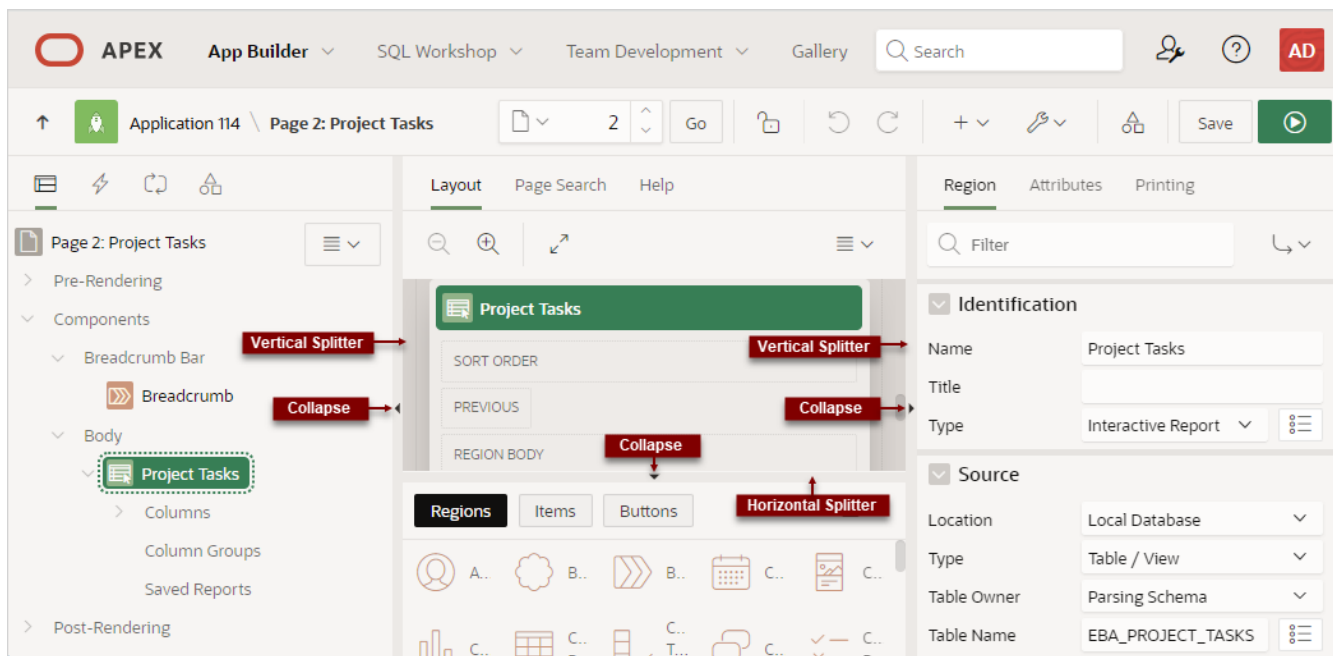 APEX App Builder SQL Workshop Team Development Gallery Search AD
Application 114 \ Page 2: Project Tasks 2 Go Save
Layout Page Search Help
Region Attributes Printing
Page 2: Project Tasks
Filter
Pre-Rendering
Components
Breadcrumb Bar
Breadcrumb
Body
Project Tasks
Columns
Column Groups
Saved Reports
Post-Rendering
Vertical Splitter
Collapse
Project Tasks
SORT ORDER
PREVIOUS
REGION BODY
Vertical Splitter
Collapse
Collapse
Horizontal Splitter
Regions Items Buttons
A.. B.. B.. C.. C..
C.. C.. C.. T... C.. C..
Identification
Name Project Tasks
Title
Type Interactive Report
Source
Location Local Database
Type Table / View
Table Owner Parsing Schema
Table Name EBA_PROJECT_TASKS